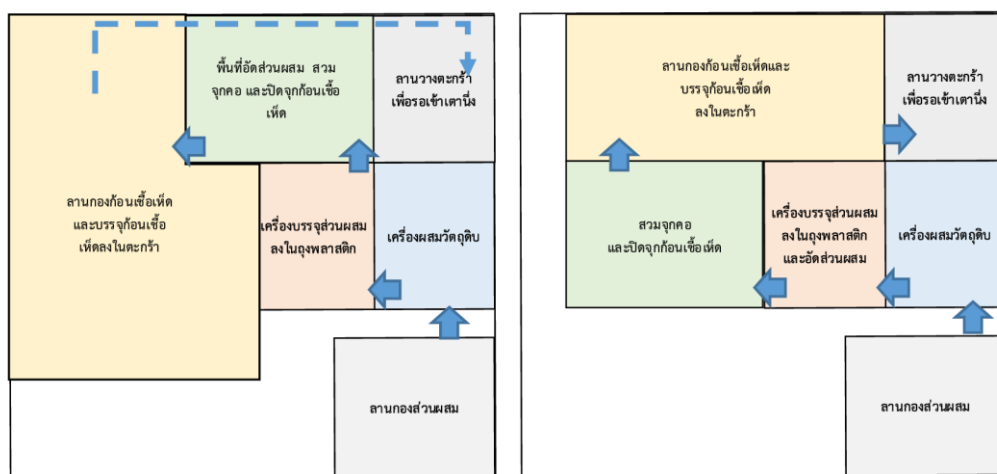 พื้นที่อัดส่วนผสม สวม
จุกคอ และปิดจุกก้อนเชื้อ
เห็ด
ลานวางตะกร้า
เพื่อรอเข้าเตานึ่ง
ลานกองก้อนเชื้อเห็ด
และบรรจุก้อนเชื้อ
เห็ดลงในตะกร้า
เครื่องบรรจุส่วนผสม
ลงในถุงพลาสติก
เครื่องผสมวัตถุดิบ
ลานกองส่วนผสม
ลานกองก้อนเชื้อเห็ดและ
บรรจุก้อนเชื้อเห็ด
ลงในตะกร้า
ลานวางตะกร้า
เพื่อรอเข้าเตานึ่ง
สวมจุกคอ
และปิดจุกก้อนเชื้อเห็ด
เครื่องบรรจุส่วนผสม
ลงในถุงพลาสติก
และอัดส่วนผสม
เครื่องผสมวัตถุดิบ
ลานกองส่วนผสม